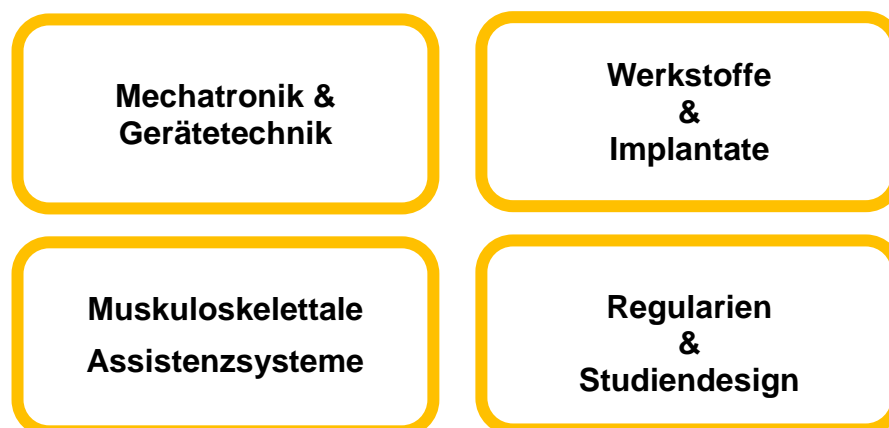 Mechatronik &
Gerätetechnik
Werkstoffe
&
Implantate
Muskuloskelettale
Assistenzsysteme
Regularien
&
Studiendesign